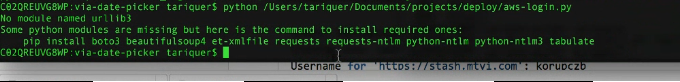 C02QREUVG8WP:via-date-picker tariquer$ python /Users/tariquer/Documents/projects/deploy/aws-login.py
No module named urllib3
Some python modules are missing but here is the command to install required ones:
    pip install boto3 beautifulsoup4 et-xmlfile requests requests-ntlm python-ntlm python-ntlm3 tabulate
C02QREUVG8WP:via-date-picker tariquer$
Username for 'https://stash.mtvi.com': korupczb